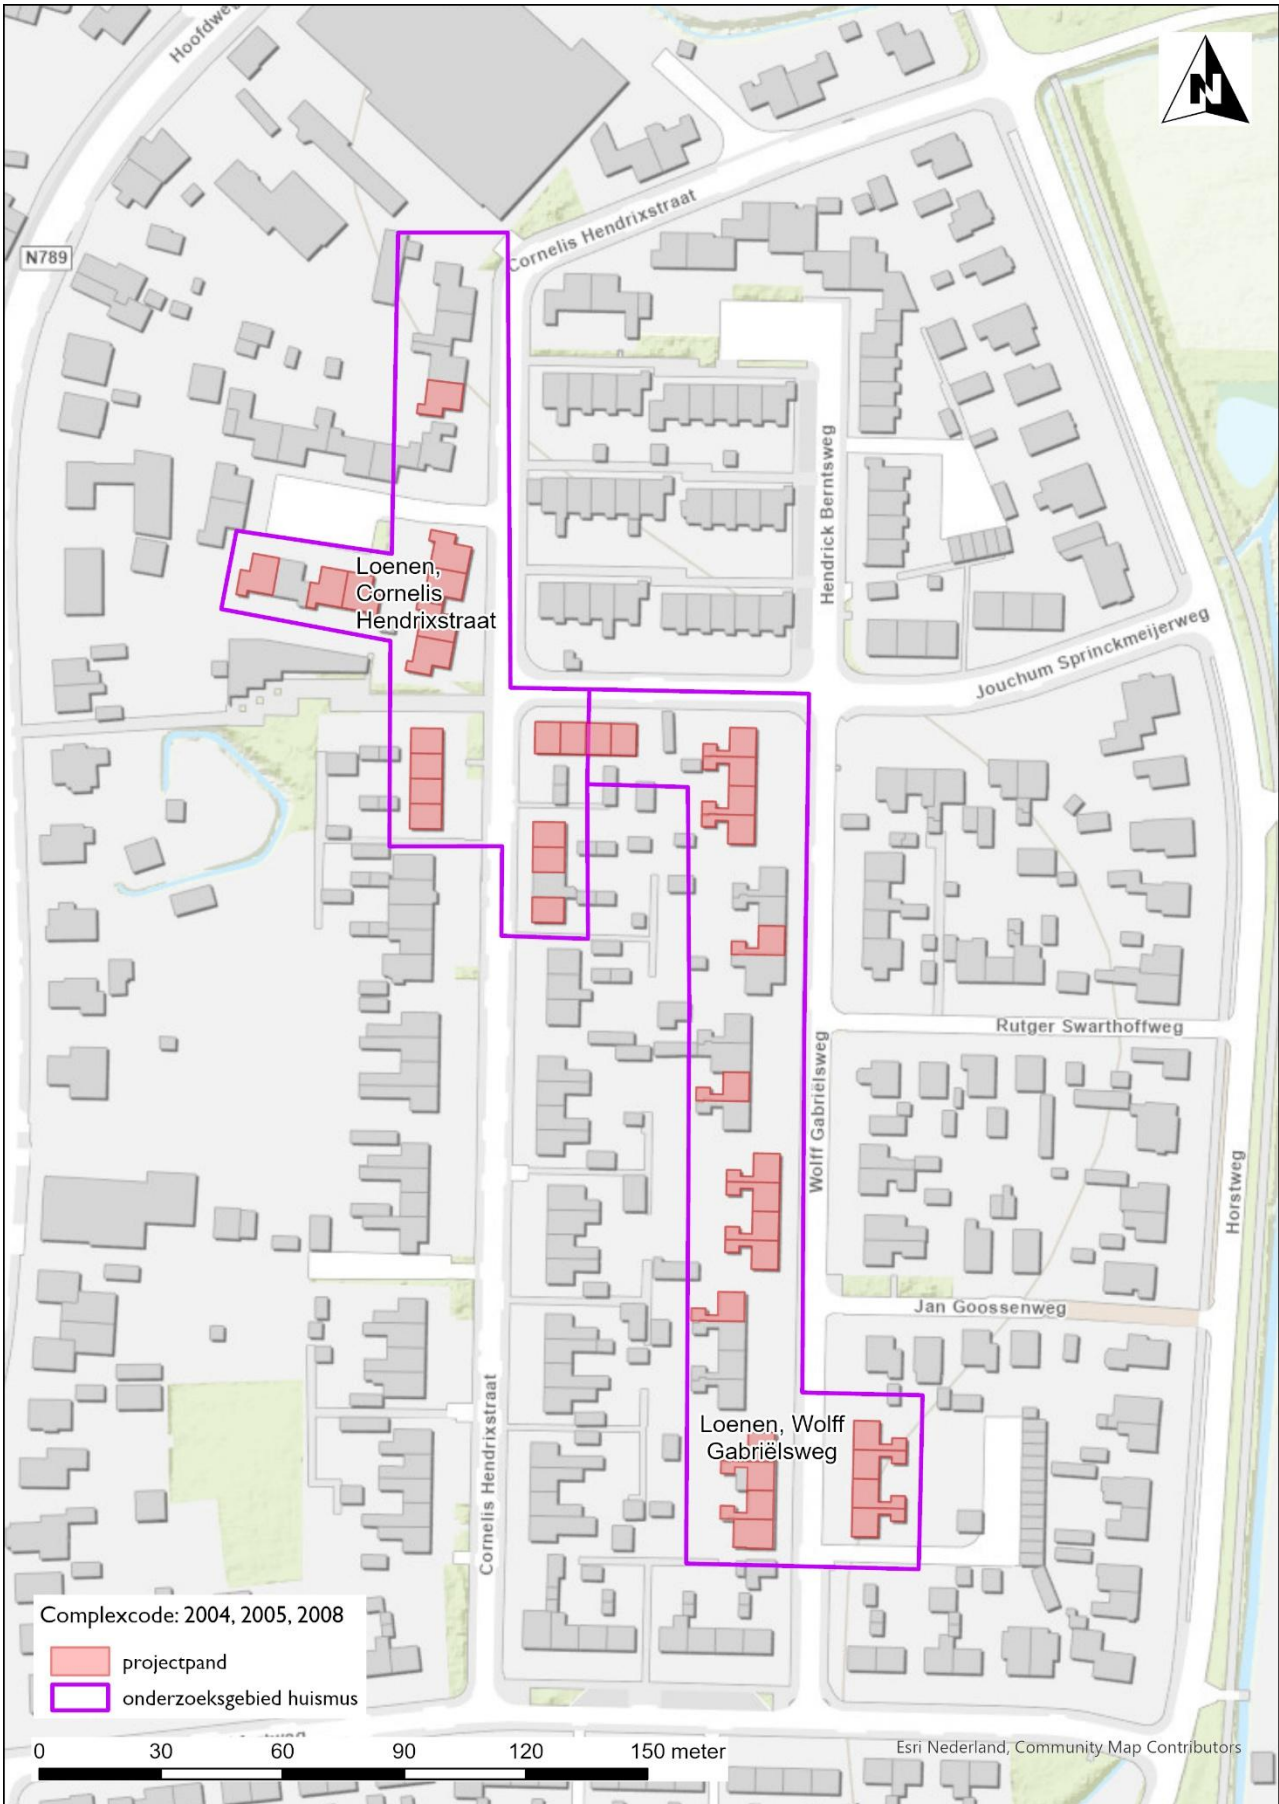 Hoofdweg
N
N789
Cornelis Hendrixstraat
Hendrick Berntsweg
Loenen,
Cornelis
Hendrixstraat
Jouchum Sprinckmeijerweg
Rutger Swarthoffweg
Wolff Gabriëlsweg
Horstweg
Jan Goossenweg
Cornelis Hendrixstraat
Loenen, Wolff
Gabriëlsweg
Complexcode: 2004, 2005, 2008
projectpand
onderzoeksgebied huismus
0 30 60 90 120 150 meter
Esri Nederland, Community Map Contributors